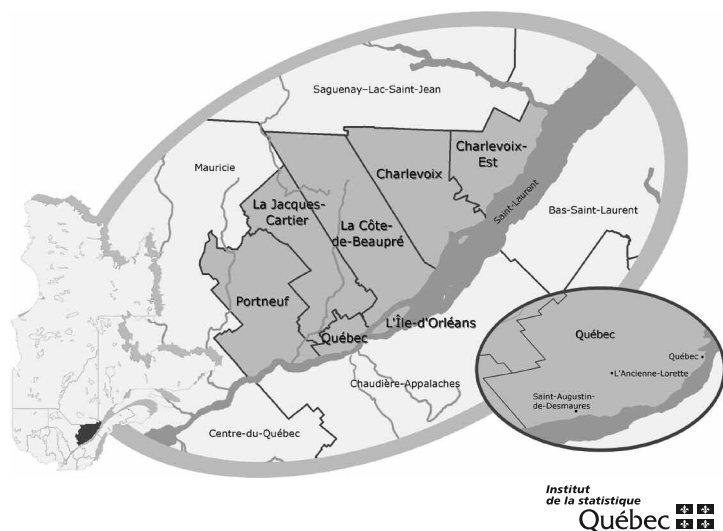 Saguenay–Lac-Saint-Jean
Charlevoix-
Est
Mauricie
Charlevoix
La Jacques-
Cartier
La Côte-
de-Beaupré
Saint-Laurent
Bas-Saint-Laurent
Portneuf
Québec
L'Île-d'Orléans
Chaudière-Appalaches
Centre-du-Québec
Québec
Québec
L'Ancienne-Lorette
Saint-Augustin-
de-Desmaures
Institut
de la statistique
Québec